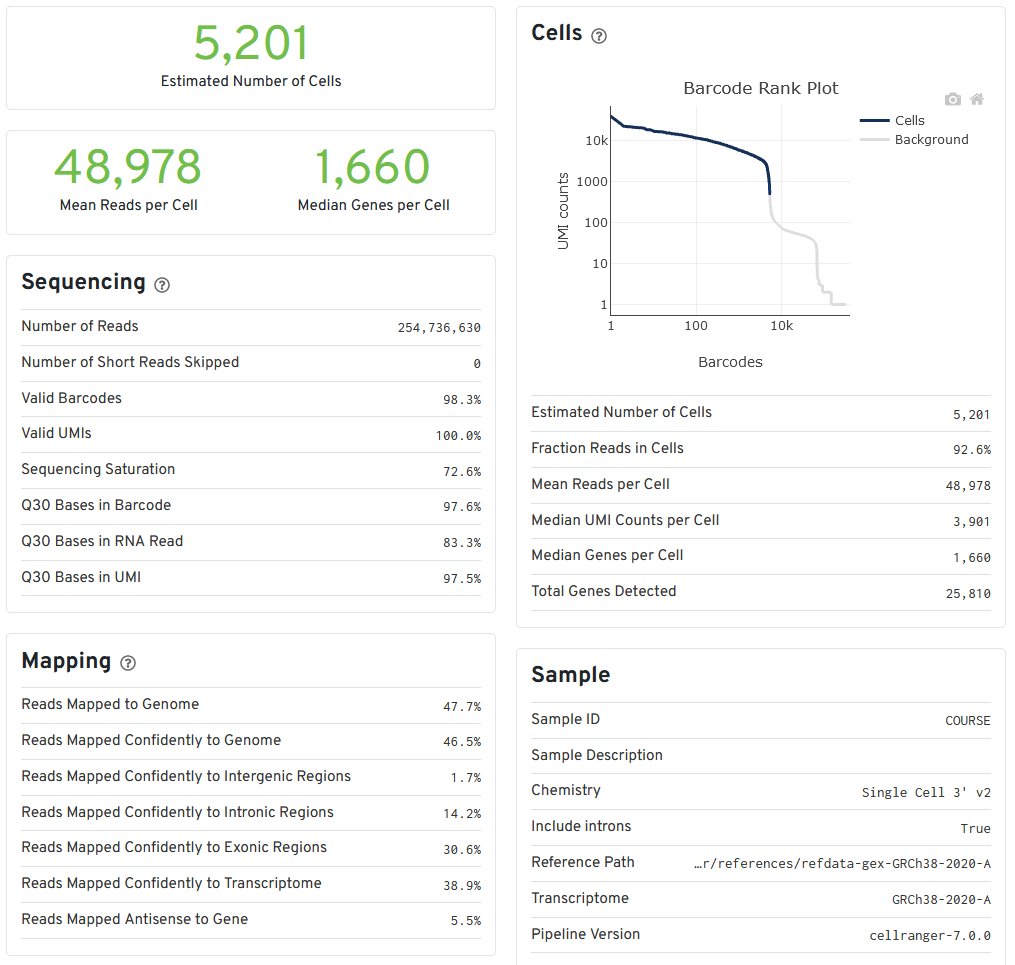 5,201
Estimated Number of Cells
48,978
Mean Reads per Cell
1,660
Median Genes per Cell
Sequencing ?
Number of Reads 254,736,630
Number of Short Reads Skipped 0
Valid Barcodes 98.3%
Valid UMIs 100.0%
Sequencing Saturation 72.6%
Q30 Bases in Barcode 97.6%
Q30 Bases in RNA Read 83.3%
Q30 Bases in UMI 97.5%
Mapping ?
Reads Mapped to Genome 47.7%
Reads Mapped Confidently to Genome 46.5%
Reads Mapped Confidently to Intergenic Regions 1.7%
Reads Mapped Confidently to Intronic Regions 14.2%
Reads Mapped Confidently to Exonic Regions 30.6%
Reads Mapped Confidently to Transcriptome 38.9%
Reads Mapped Antisense to Gene 5.5%
Cells ?
Barcode Rank Plot
Cells
Background
UMI counts
10k
1000
100
10
1
1 100 10k
Barcodes
Estimated Number of Cells 5,201
Fraction Reads in Cells 92.6%
Mean Reads per Cell 48,978
Median UMI Counts per Cell 3,901
Median Genes per Cell 1,660
Total Genes Detected 25,810
Sample
Sample ID COURSE
Sample Description
Chemistry Single Cell 3' v2
Include introns True
Reference Path …r/references/refdata-gex-GRCh38-2020-A
Transcriptome GRCh38-2020-A
Pipeline Version cellranger-7.0.0